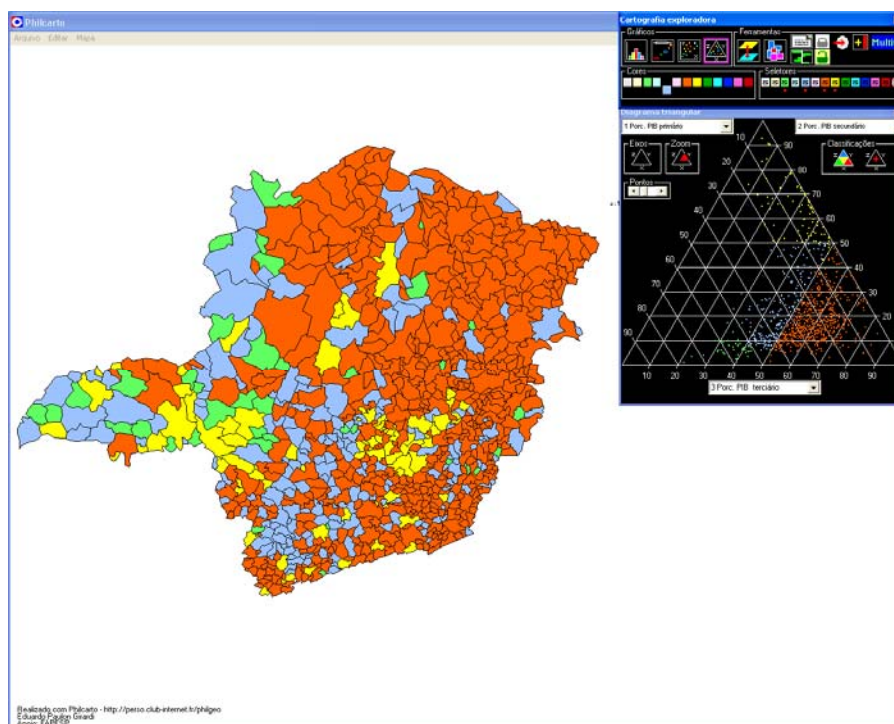 Philcarto
Arquivo Editar Mapa
Cartografia exploradora
Gráficos
Ferramentas
Multi
Cores
Seletores
Diagrama triangular
1 Porc. PIB primário
2 Porc. PIB secundário
Eixos
Zoom
Classificações
Pontos
10 90
20 80
30 70
40 60
50 50
60 40
70 30
80 20
90
10 20 30 40 50 60 70 80 90
3 Porc. PIB terciário
Realizado com Philcarto - http://perso.club-internet.fr/philgeo
Eduardo Paulon Girardi
Apoio: FAPESP